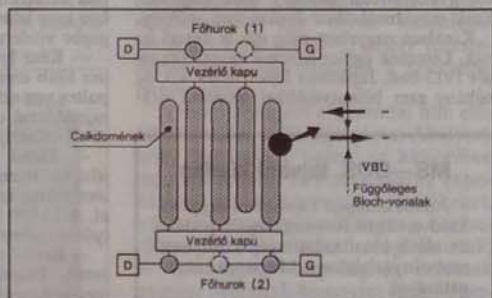 Főhurok (1)
D
G
Vezérlő kapu
Csíkdomének
VBL
Függőleges
Bloch-vonalak
Vezérlő kapu
D
G
Főhurok (2)